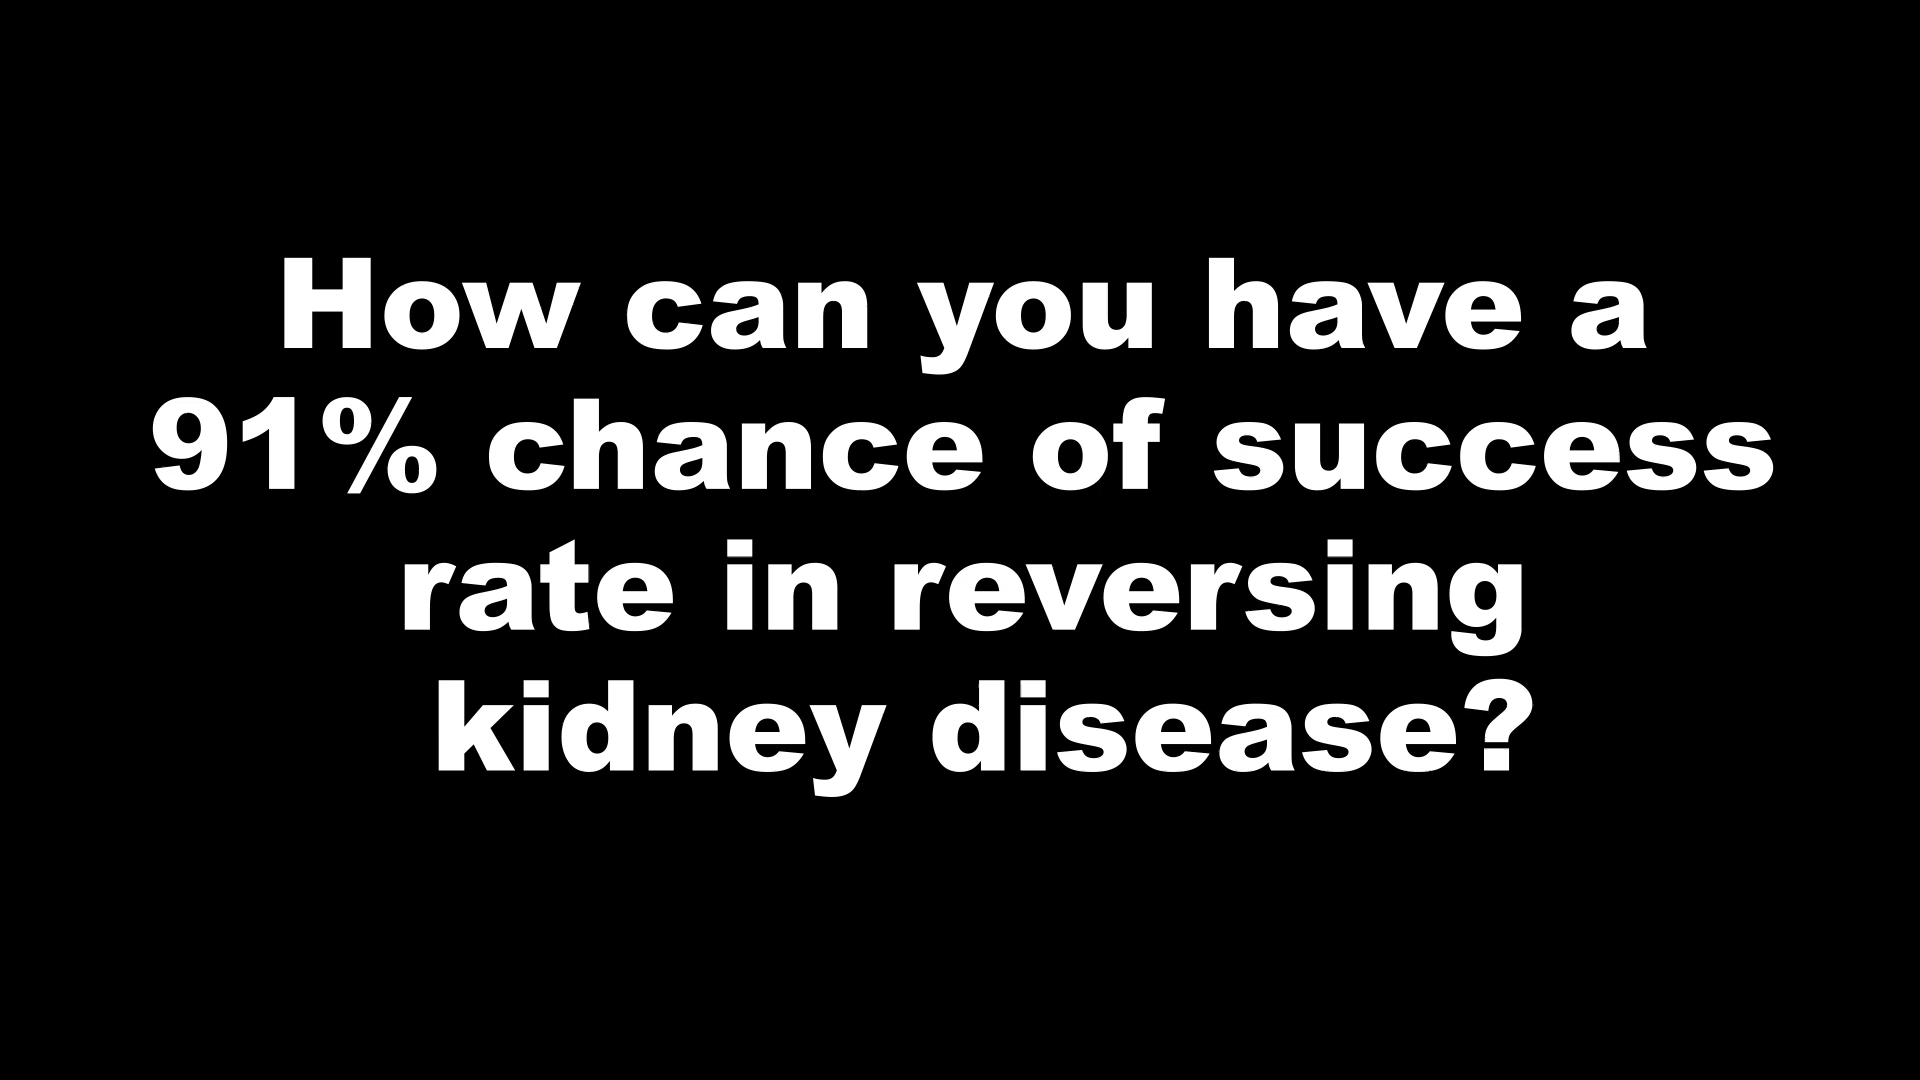 How can you have a
91% chance of success
rate in reversing
kidney disease?